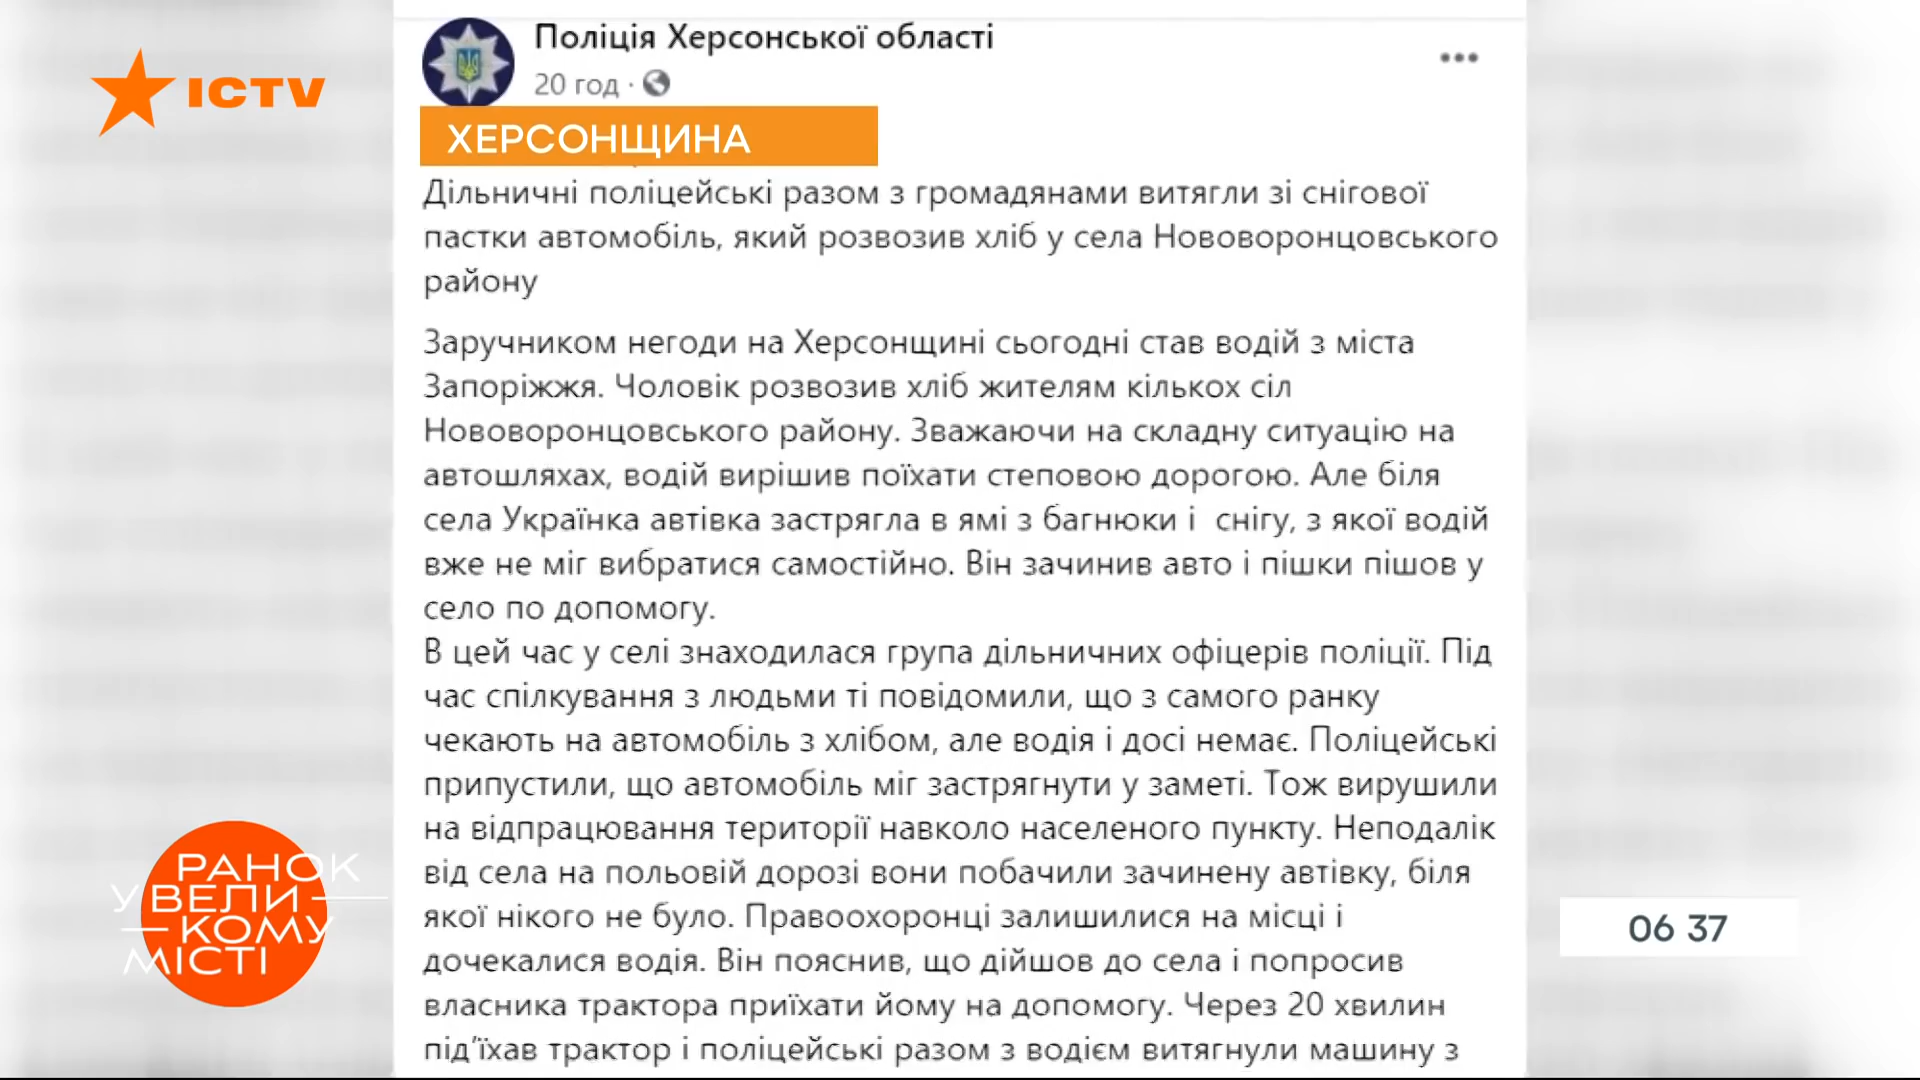 ICTV
Поліція Херсонської області
20 год ·
ХЕРСОНЩИНА
Дільничні поліцейські разом з громадянами витягли зі снігової
пастки автомобіль, який розвозив хліб у села Нововоронцовського
району
Заручником негоди на Херсонщині сьогодні став водій з міста
Запоріжжя. Чоловік розвозив хліб жителям кількох сіл
Нововоронцовського району. Зважаючи на складну ситуацію на
автошляхах, водій вирішив поїхати степовою дорогою. Але біля
села Українка автівка застрягла в ямі з багнюки і  снігу, з якої водій
вже не міг вибратися самостійно. Він зачинив авто і пішки пішов у
село по допомогу.
В цей час у селі знаходилася група дільничних офіцерів поліції. Під
час спілкування з людьми ті повідомили, що з самого ранку
чекають на автомобіль з хлібом, але водія і досі немає. Поліцейські
припустили, що автомобіль міг застрягнути у заметі. Тож вирушили
на відпрацювання території навколо населеного пункту. Неподалік
від села на польовій дорозі вони побачили зачинену автівку, біля
якої нікого не було. Правоохоронці залишилися на місці і
дочекалися водія. Він пояснив, що дійшов до села і попросив
власника трактора приїхати йому на допомогу. Через 20 хвилин
під'їхав трактор і поліцейські разом з водієм витягнули машину з
РАНОК
У ВЕЛИ
КОМУ
МІСТІ
06 37